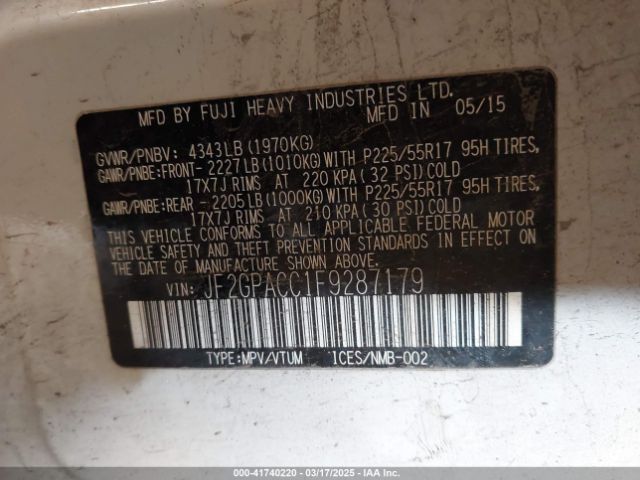 MFD BY FUJI HEAVY INDUSTRIES LTD.
MFD IN 05/15
GVWR/PNBV: 4343LB(1970KG)
GAWR/PNBE:FRONT- 2227LB(1010KG)WITH P225/55R17 95H TIRES,
17X7J RIMS AT 220 KPA(32 PSI)COLD
GAWR/PNBE:REAR - 2205LB(1000KG)WITH P225/55R17 95H TIRES,
17X7J RIMS AT 210 KPA(30 PSI)COLD
THIS VEHICLE CONFORMS TO ALL APPLICABLE FEDERAL MOTOR
VEHICLE SAFETY AND THEFT PREVENTION STANDARDS IN EFFECT ON
THE DATE OF MANUFACTURE SHOWN ABOVE.
VIN: JF2GPACC1F9287179
TYPE:MPV/VTUM ICES/NMB-002
000-41740220 - 03/17/2025 - IAA Inc.